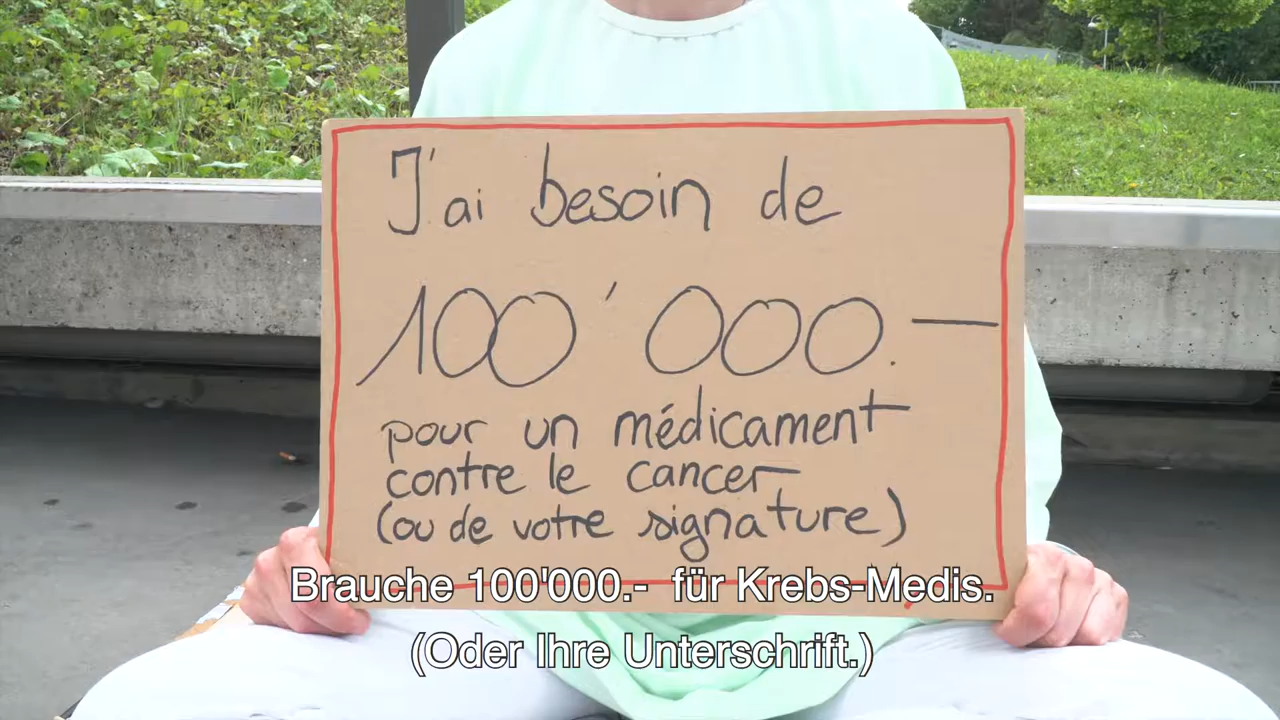 J'ai besoin de
100'000.—
pour un médicament
contre le cancer
(ou de votre signature)
Brauche 100'000.- für Krebs-Medis.
(Oder Ihre Unterschrift.)